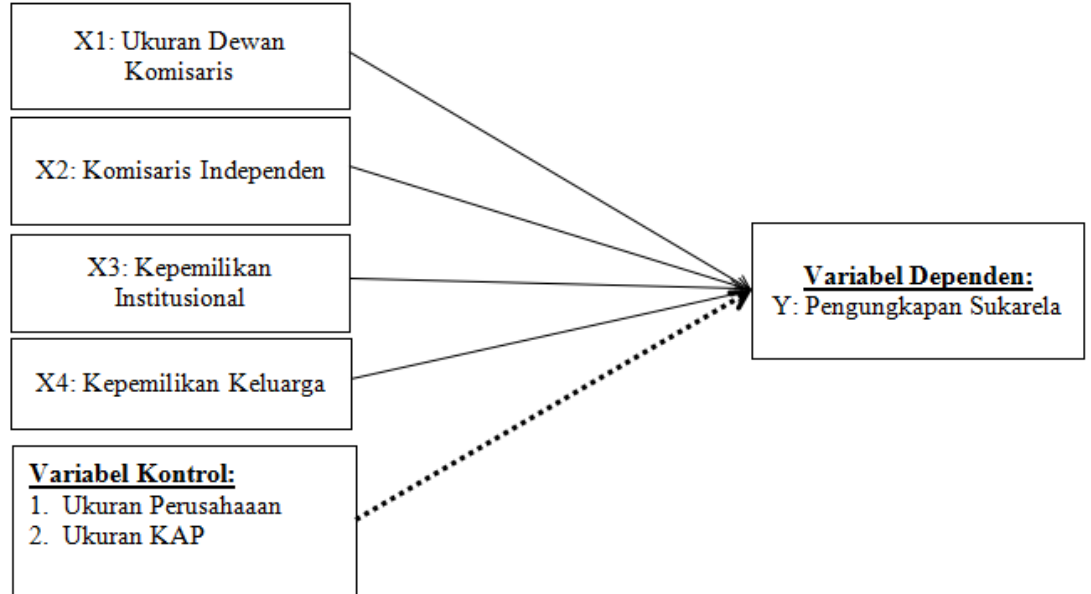 X1: Ukuran Dewan
Komisaris
X2: Komisaris Independen
X3: Kepemilikan
Institusional
X4: Kepemilikan Keluarga
Variabel Kontrol:
1. Ukuran Perusahaaan
2. Ukuran KAP
Variabel Dependen:
Y: Pengungkapan Sukarela